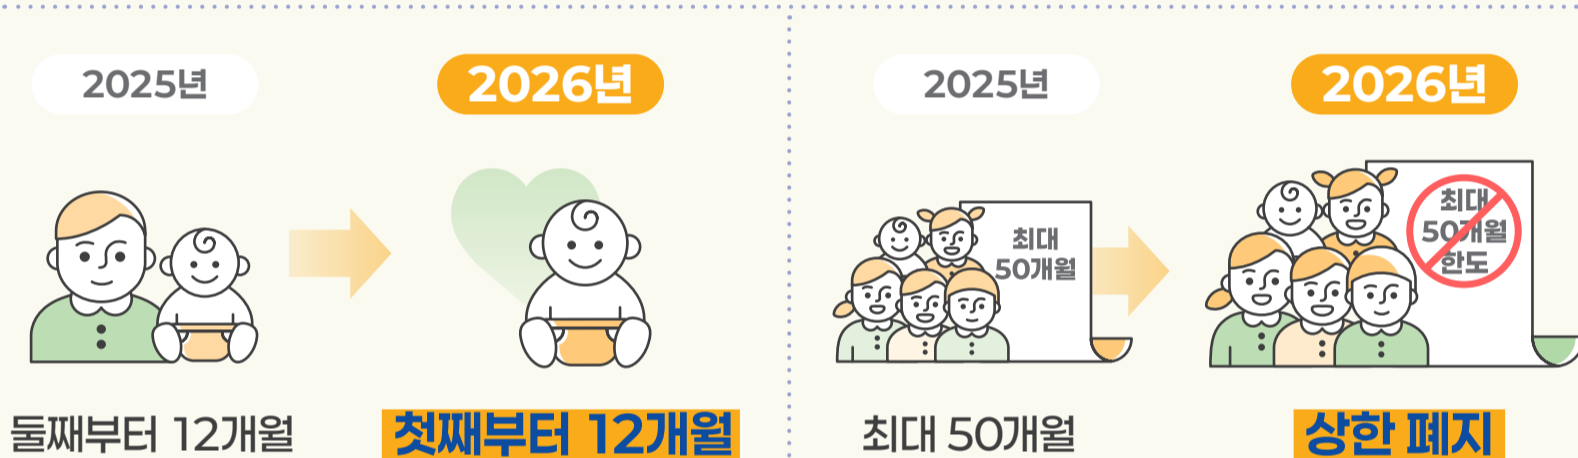 2025년
2026년
둘째부터 12개월
첫째부터 12개월
2025년
2026년
최대
50개월
최대
50개월
한도
최대 50개월
상한 폐지